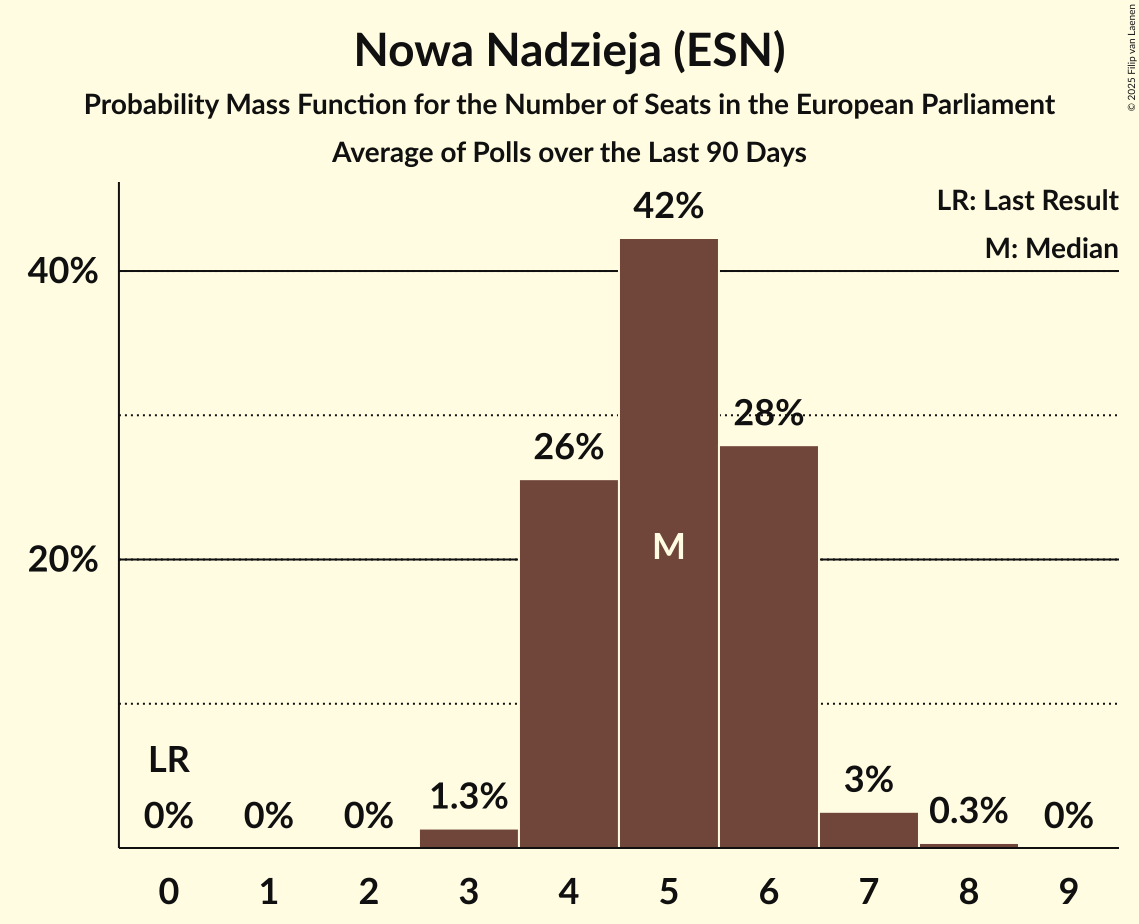 Nowa Nadzieja (ESN)
Probability Mass Function for the Number of Seats in the European Parliament
Average of Polls over the Last 90 Days
© 2025 Filip van Laenen
LR: Last Result
M: Median
42%
40%
28%
26%
M
20%
LR
0%
0%
0%
1.3%
3%
0.3%
0%
0
1
2
3
4
5
6
7
8
9